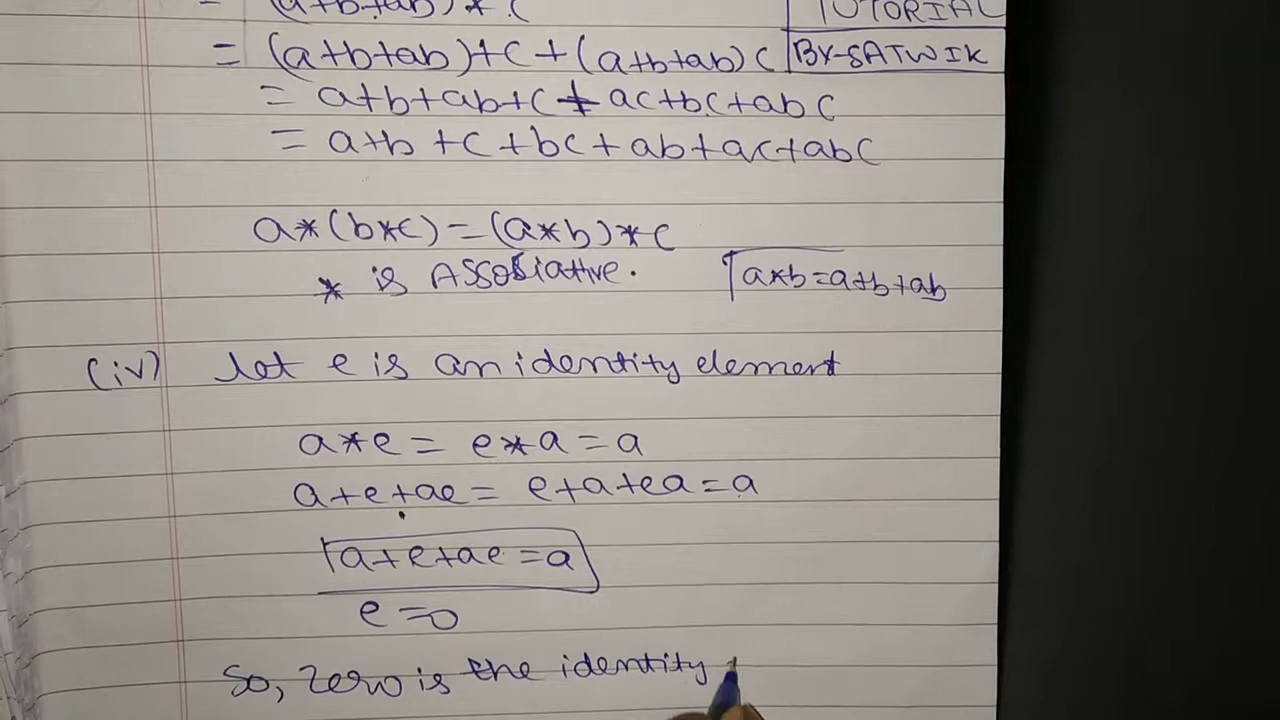 = (a+b+ab) * C
TUTORIAL
= (a+b+ab)+C+(a+b+ab)C
BY-SATWIK
= a+b+ab+C+ac+bc+abC
= a+b+C+bC+ab+ac+abC
a*(b*c)=(a*b)*C
* is Assosiative.
a*b=a+b+ab
(iv) let e is an identity element
a*e = e*a = a
a+e+ae = e+a+ea = a
a+e+ae = a
e=0
So, Zero is the identity